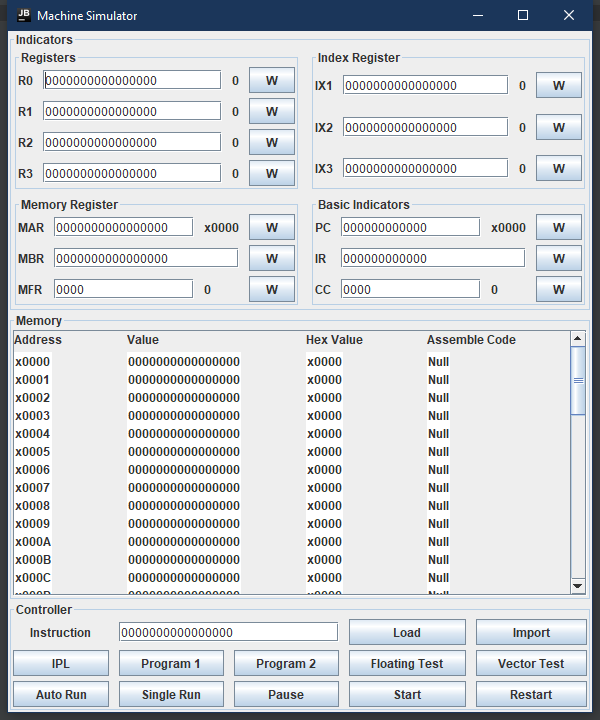 JB Machine Simulator
Indicators
Registers
R0 0000000000000000 0 W
R1 0000000000000000 0 W
R2 0000000000000000 0 W
R3 0000000000000000 0 W
Index Register
IX1 0000000000000000 0 W
IX2 0000000000000000 0 W
IX3 0000000000000000 0 W
Memory Register
MAR 0000000000000000 x0000 W
MBR 0000000000000000 W
MFR 0000 0 W
Basic Indicators
PC 000000000000 x0000 W
IR 000000000000 W
CC 0000 0 W
Memory
Address Value Hex Value Assemble Code
x0000 0000000000000000 x0000 Null
x0001 0000000000000000 x0000 Null
x0002 0000000000000000 x0000 Null
x0003 0000000000000000 x0000 Null
x0004 0000000000000000 x0000 Null
x0005 0000000000000000 x0000 Null
x0006 0000000000000000 x0000 Null
x0007 0000000000000000 x0000 Null
x0008 0000000000000000 x0000 Null
x0009 0000000000000000 x0000 Null
x000A 0000000000000000 x0000 Null
x000B 0000000000000000 x0000 Null
x000C 0000000000000000 x0000 Null
x000D 0000000000000000 x0000 Null
Controller
Instruction 0000000000000000 Load Import
IPL Program 1 Program 2 Floating Test Vector Test
Auto Run Single Run Pause Start Restart